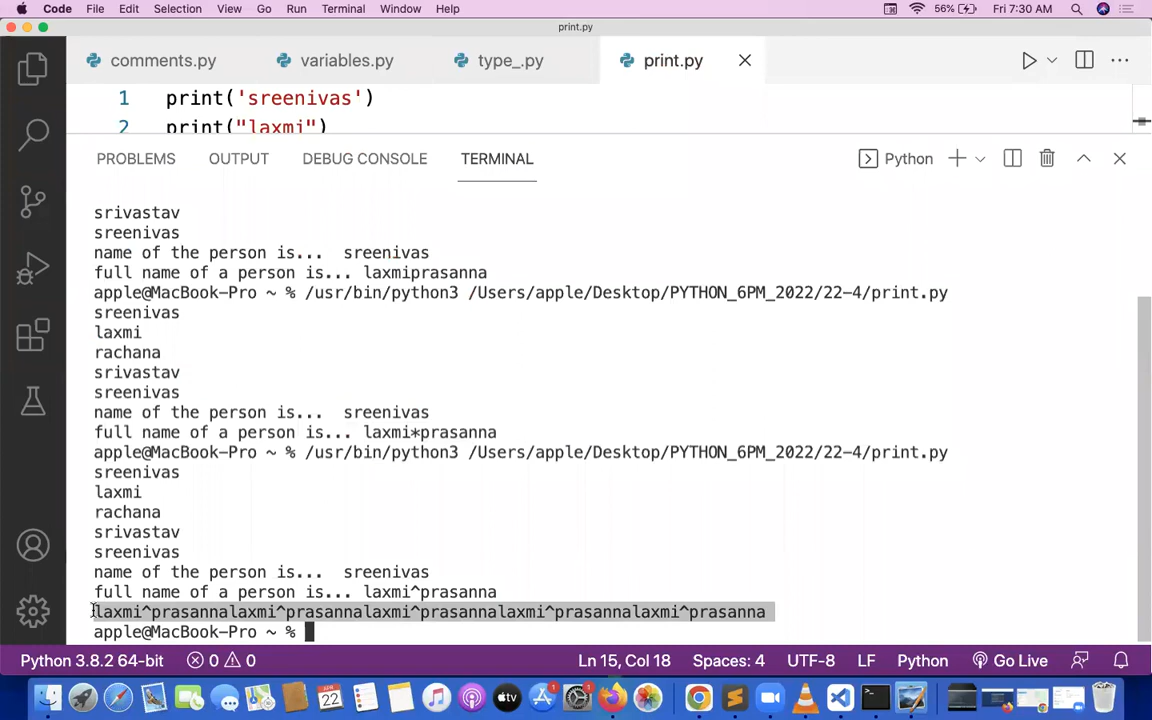 Code File Edit Selection View Go Run Terminal Window Help 56% Fri 7:30 AM
print.py
comments.py variables.py type_.py print.py
1 print('sreenivas')
2 print("laxmi")
PROBLEMS OUTPUT DEBUG CONSOLE TERMINAL Python
srivastav
sreenivas
name of the person is...  sreenivas
full name of a person is... laxmiprasanna
apple@MacBook-Pro ~ % /usr/bin/python3 /Users/apple/Desktop/PYTHON_6PM_2022/22-4/print.py
sreenivas
laxmi
rachana
srivastav
sreenivas
name of the person is...  sreenivas
full name of a person is... laxmi*prasanna
apple@MacBook-Pro ~ % /usr/bin/python3 /Users/apple/Desktop/PYTHON_6PM_2022/22-4/print.py
sreenivas
laxmi
rachana
srivastav
sreenivas
name of the person is...  sreenivas
full name of a person is... laxmi^prasanna
laxmi^prasannalaxmi^prasannalaxmi^prasannalaxmi^prasannalaxmi^prasanna
apple@MacBook-Pro ~ %
Python 3.8.2 64-bit 0 0 Ln 15, Col 18 Spaces: 4 UTF-8 LF Python Go Live
APR 22 tv 1 1